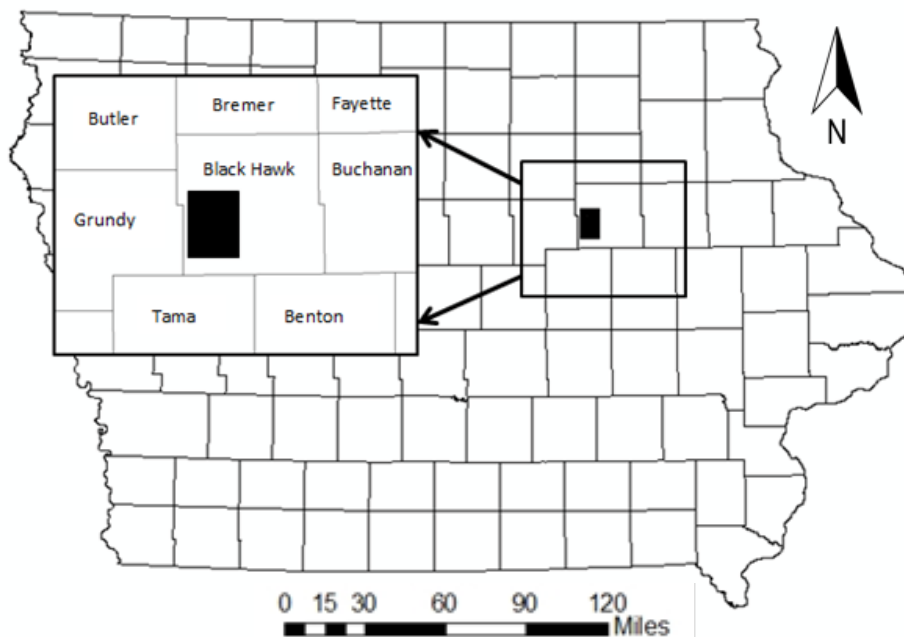 Butler
Bremer
Fayette
Black Hawk
Buchanan
Grundy
Tama
Benton
N
0 15 30 60 90 120
Miles